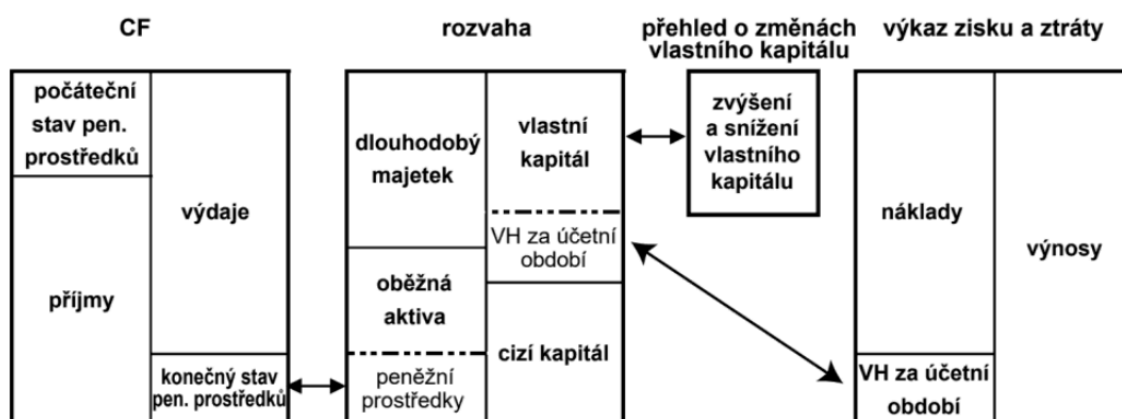 CF
rozvaha
přehled o změnách
vlastního kapitálu
výkaz zisku a ztráty
počáteční
stav pen.
prostředků
příjmy
výdaje
konečný stav
pen. prostředků
dlouhodobý
majetek
oběžná
aktiva
peněžní
prostředky
vlastní
kapitál
VH za účetní
období
cizí kapitál
zvýšení
a snížení
vlastního
kapitálu
náklady
VH za účetní
období
výnosy